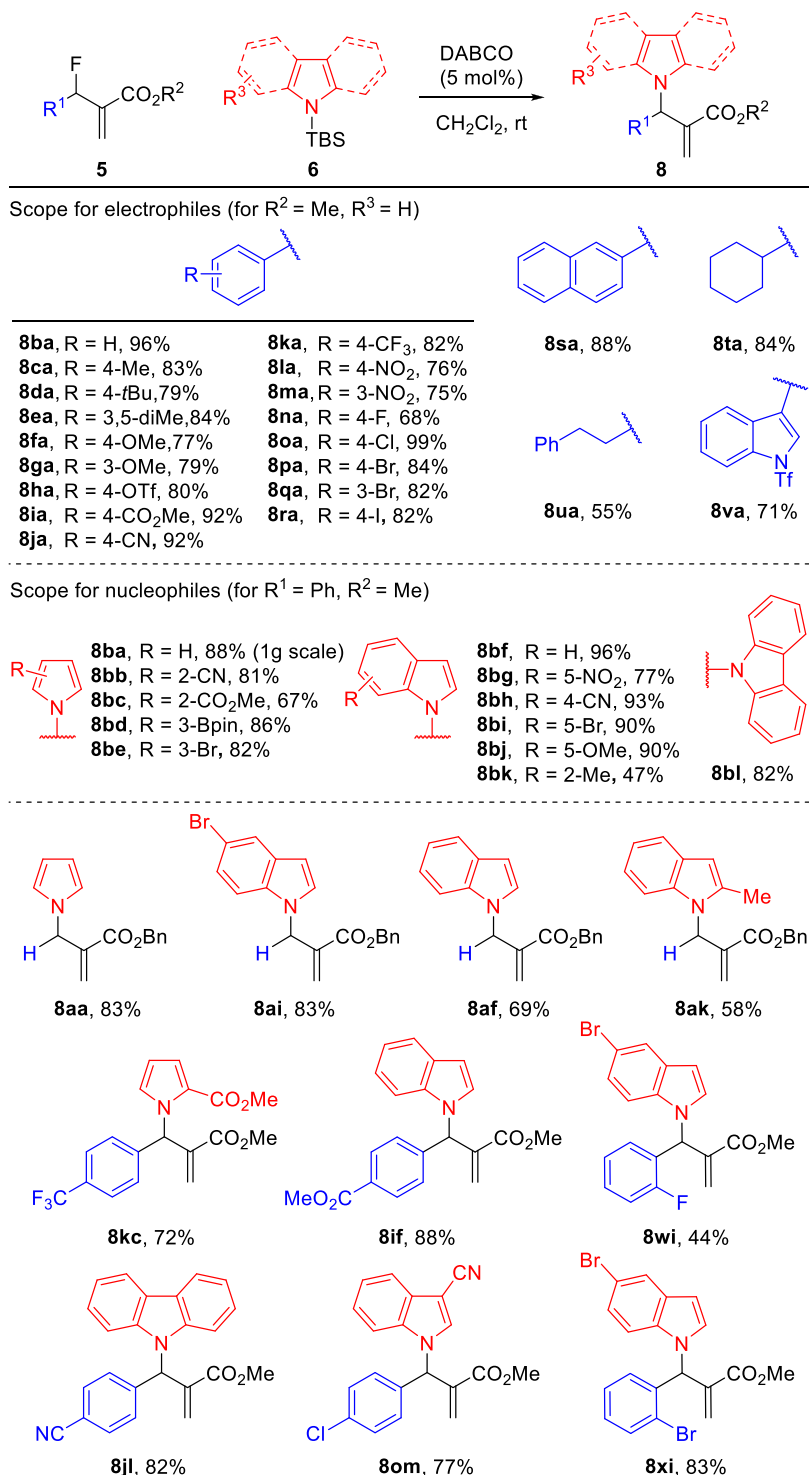 F
R¹
CO₂R²
5
R³
N
TBS
6
DABCO
(5 mol%)
CH₂Cl₂, rt
R³
N
R¹
CO₂R²
8
Scope for electrophiles (for R² = Me, R³ = H)
R
8ba, R = H, 96%
8ca, R = 4-Me, 83%
8da, R = 4-tBu,79%
8ea, R = 3,5-diMe,84%
8fa, R = 4-OMe,77%
8ga, R = 3-OMe, 79%
8ha, R = 4-OTf, 80%
8ia, R = 4-CO₂Me, 92%
8ja, R = 4-CN, 92%
8ka, R = 4-CF₃, 82%
8la, R = 4-NO₂, 76%
8ma, R = 3-NO₂, 75%
8na, R = 4-F, 68%
8oa, R = 4-Cl, 99%
8pa, R = 4-Br, 84%
8qa, R = 3-Br, 82%
8ra, R = 4-I, 82%
8sa, 88%
8ta, 84%
Ph
8ua, 55%
N
Tf
8va, 71%
Scope for nucleophiles (for R¹ = Ph, R² = Me)
R
N
8ba, R = H, 88% (1g scale)
8bb, R = 2-CN, 81%
8bc, R = 2-CO₂Me, 67%
8bd, R = 3-Bpin, 86%
8be, R = 3-Br, 82%
R
N
8bf, R = H, 96%
8bg, R = 5-NO₂, 77%
8bh, R = 4-CN, 93%
8bi, R = 5-Br, 90%
8bj, R = 5-OMe, 90%
8bk, R = 2-Me, 47%
N
8bl, 82%
N
H
CO₂Bn
8aa, 83%
Br
N
H
CO₂Bn
8ai, 83%
N
H
CO₂Bn
8af, 69%
N
Me
H
CO₂Bn
8ak, 58%
N
CO₂Me
CO₂Me
F₃C
8kc, 72%
N
CO₂Me
MeO₂C
8if, 88%
Br
N
CO₂Me
F
8wi, 44%
N
CO₂Me
NC
8jl, 82%
CN
N
CO₂Me
Cl
8om, 77%
Br
N
CO₂Me
Br
8xi, 83%